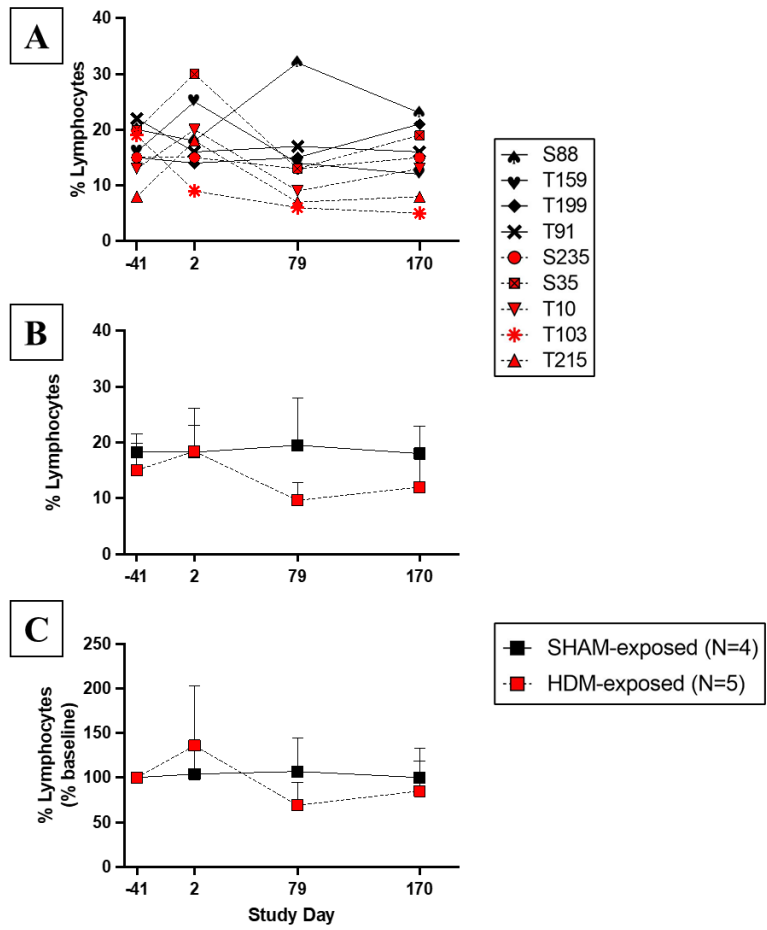 A
% Lymphocytes
40
30
20
10
0
-41 2 79 170
S88
T159
T199
T91
S235
S35
T10
T103
T215
B
% Lymphocytes
40
30
20
10
0
-41 2 79 170
C
% Lymphocytes
(% baseline)
250
200
150
100
50
0
-41 2 79 170
Study Day
SHAM-exposed (N=4)
HDM-exposed (N=5)